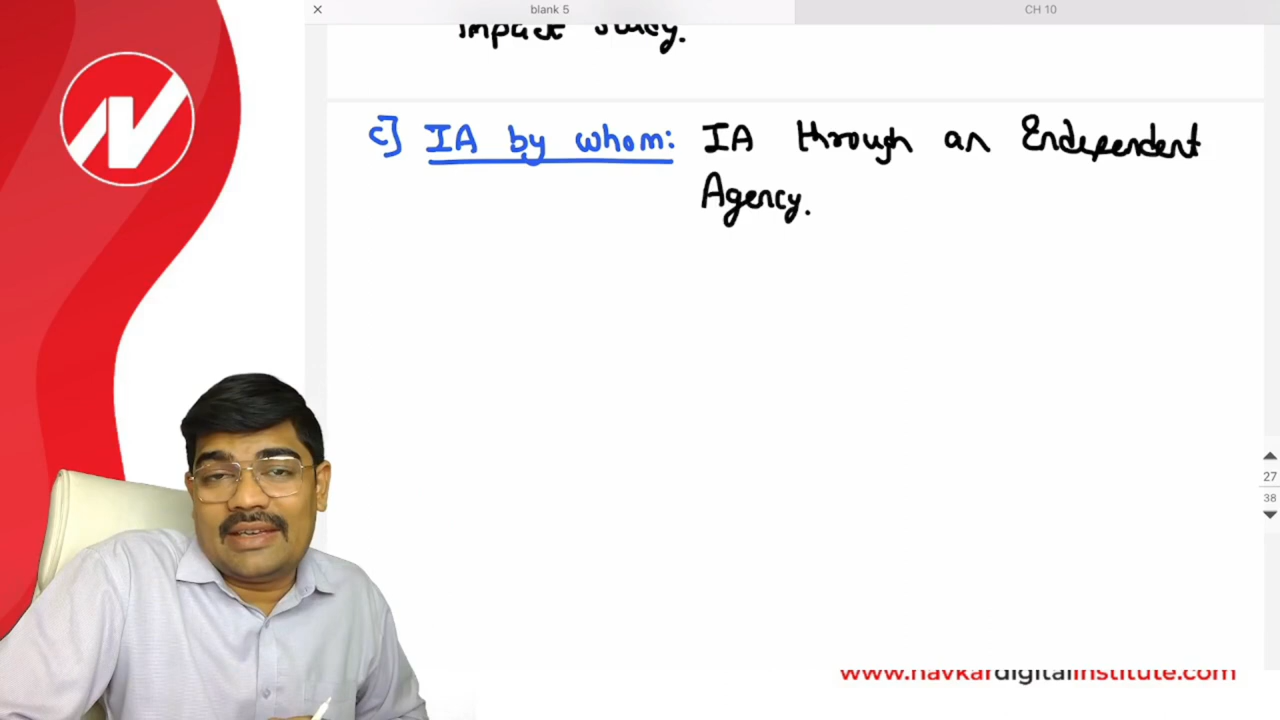 blank 5
CH 10
impact study.
C] IA by whom: IA through an Independent
Agency.
27
38
www.navkardigitalinstitute.com